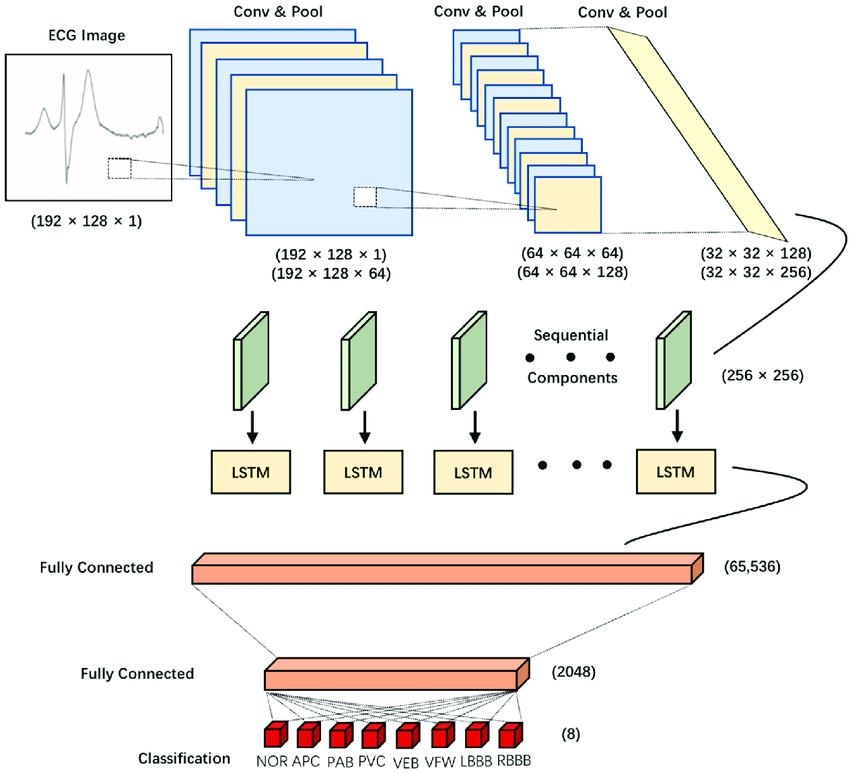 Conv & Pool
Conv & Pool
Conv & Pool
ECG Image
(192 × 128 × 1)
(192 × 128 × 1)
(192 × 128 × 64)
(64 × 64 × 64)
(64 × 64 × 128)
(32 × 32 × 128)
(32 × 32 × 256)
Sequential
Components
(256 × 256)
LSTM
LSTM
LSTM
LSTM
Fully Connected
(65,536)
Fully Connected
(2048)
(8)
Classification
NOR APC PAB PVC VEB VFW LBBB RBBB